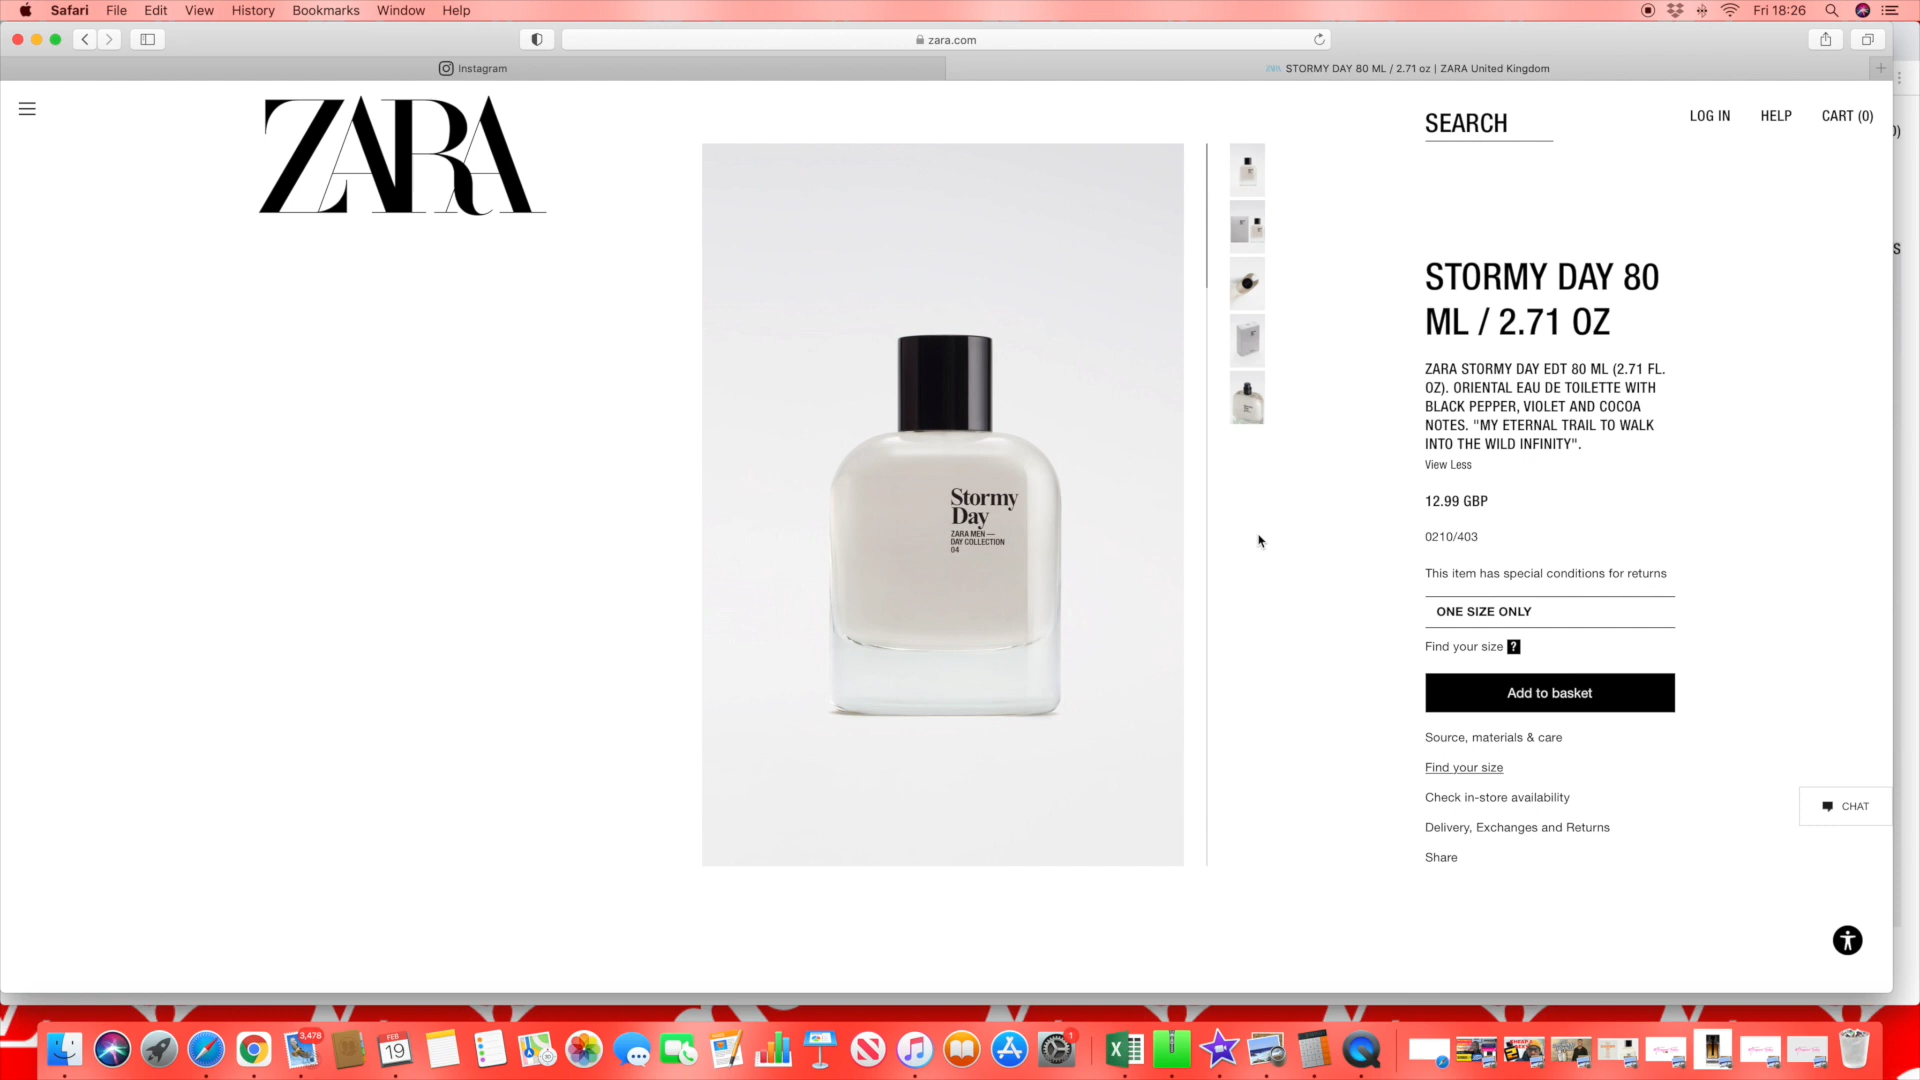 Safari File Edit View History Bookmarks Window Help
Fri 18:26
zara.com
Instagram
STORMY DAY 80 ML / 2.71 oz | ZARA United Kingdom
ZARA
SEARCH
LOG IN
HELP
CART (0)
STORMY DAY 80
ML / 2.71 OZ
ZARA STORMY DAY EDT 80 ML (2.71 FL.
OZ). ORIENTAL EAU DE TOILETTE WITH
BLACK PEPPER, VIOLET AND COCOA
NOTES. "MY ETERNAL TRAIL TO WALK
INTO THE WILD INFINITY".
View Less
12.99 GBP
0210/403
This item has special conditions for returns
ONE SIZE ONLY
Find your size ?
Add to basket
Source, materials & care
Find your size
Check in-store availability
Delivery, Exchanges and Returns
Share
CHAT
Stormy
Day
ZARA MEN —
DAY COLLECTION
04
3,478
FEB
19
1